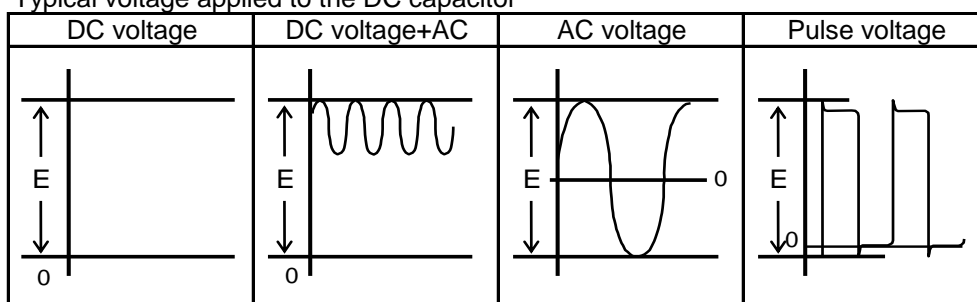 Typical voltage applied to the DC capacitor
DC voltage DC voltage+AC AC voltage Pulse voltage
E E E 0 E
0
0 0